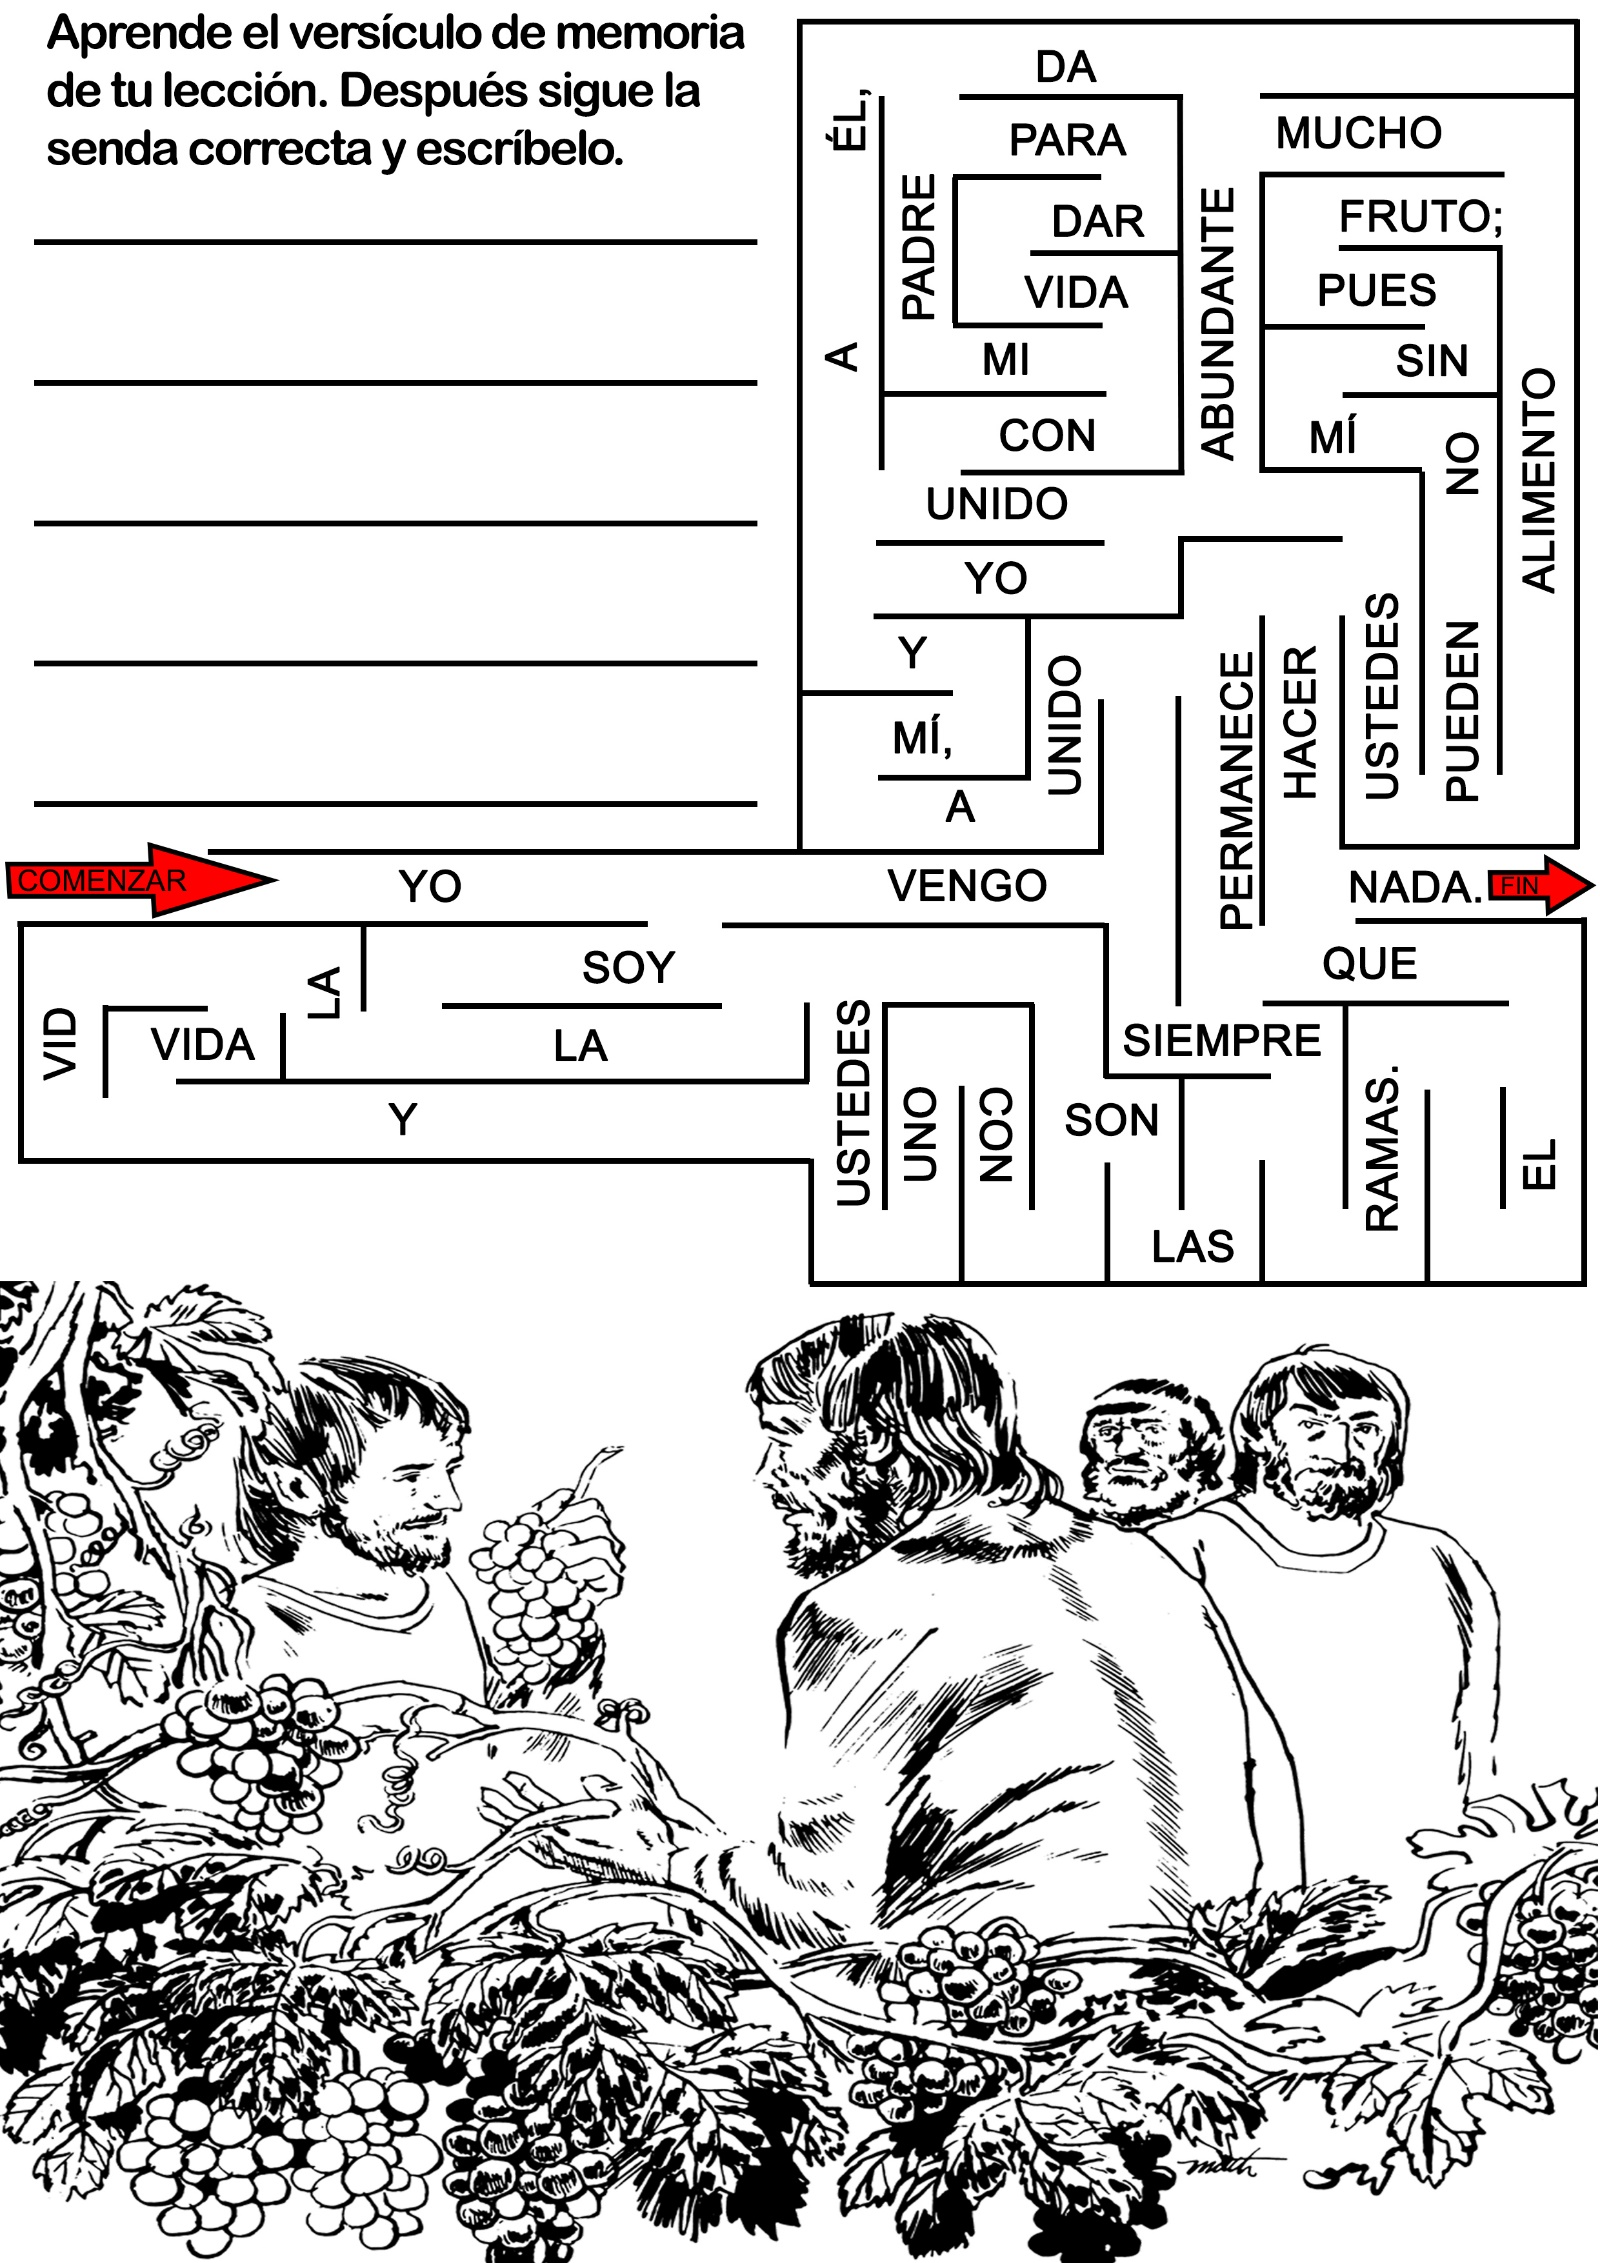 Aprende el versículo de memoria
de tu lección. Después sigue la
senda correcta y escríbelo.
DA
ÉL,
MUCHO
PARA
PADRE
ABUNDANTE
FRUTO;
DAR
VIDA
PUES
A
MI
SIN
ALIMENTO
CON
MÍ
NO
UNIDO
YO
Y
UNIDO
PERMANECE
HACER
USTEDES
PUEDEN
MÍ,
A
COMENZAR
YO
VENGO
NADA.
FIN
SOY
QUE
LA
VID
VIDA
LA
USTEDES
SIEMPRE
Y
UNO
CON
SON
RAMAS.
EL
LAS
math